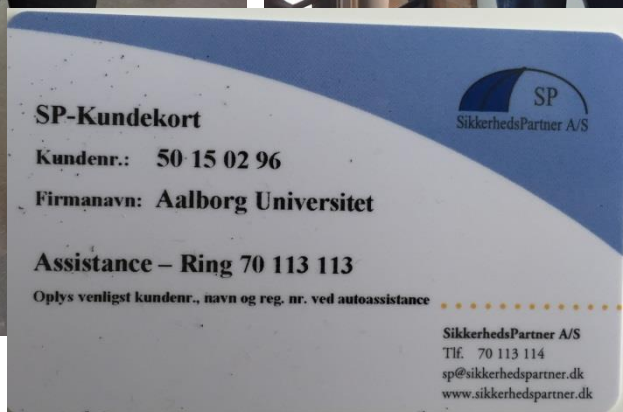 SP
SikkerhedsPartner A/S
SP-Kundekort
Kundenr.: 50 15 02 96
Firmanavn: Aalborg Universitet
Assistance – Ring 70 113 113
Oplys venligst kundenr., navn og reg. nr. ved autoassistance
SikkerhedsPartner A/S
Tlf. 70 113 114
sp@sikkerhedspartner.dk
www.sikkerhedspartner.dk